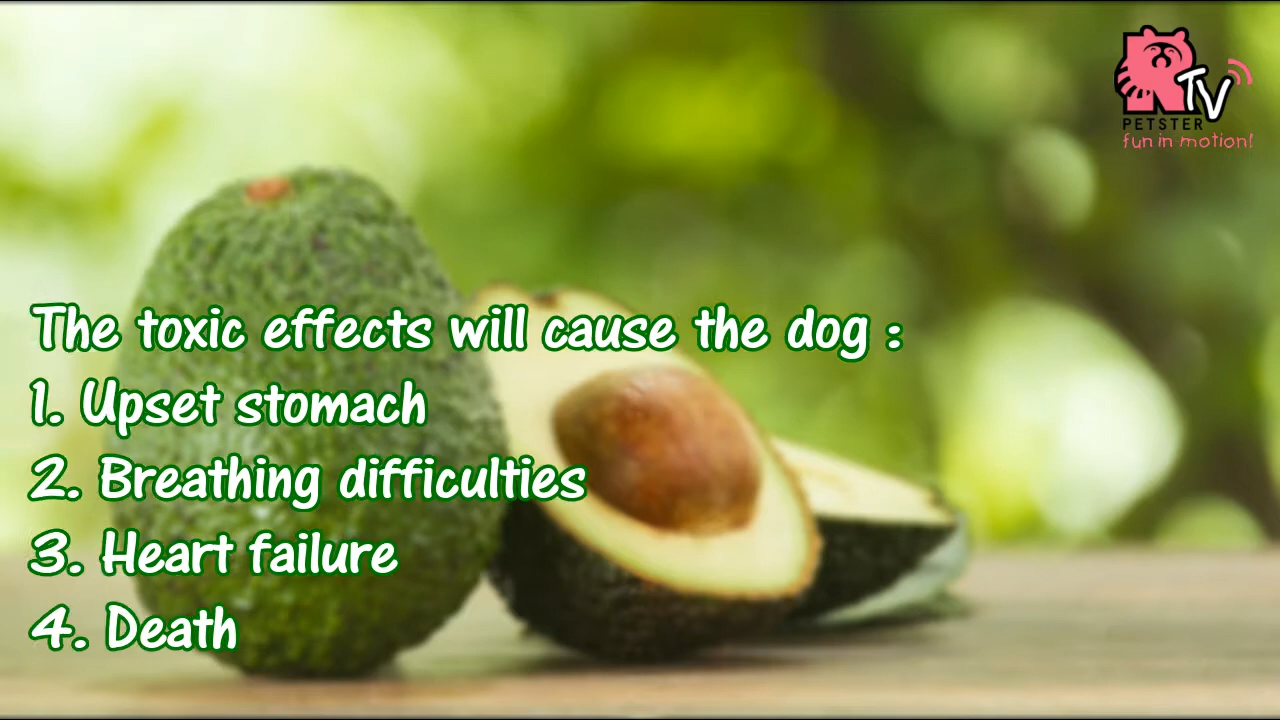 TV
PETSTER
fun in motion!
The toxic effects will cause the dog :
1. Upset stomach
2. Breathing difficulties
3. Heart failure
4. Death